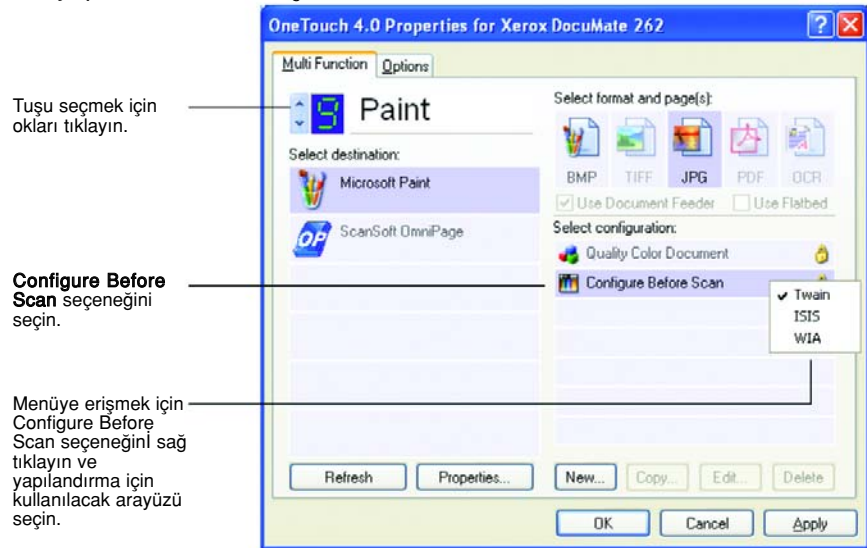 OneTouch 4.0 Properties for Xerox DocuMate 262
Multi Function
Options
Tuşu seçmek için
okları tıklayın.
9
Paint
Select destination:
Microsoft Paint
ScanSoft OmniPage
Select format and page(s):
BMP
TIFF
JPG
PDF
OCR
Use Document Feeder
Use Flatbed
Select configuration:
Quality Color Document
Configure Before Scan
Twain
ISIS
WIA
Configure Before
Scan seçeneğini
seçin.
Menüye erişmek için
Configure Before
Scan seçeneğinİ sağ
tıklayın ve
yapılandırma için
kullanılacak arayüzü
seçin.
Refresh
Properties...
New...
Copy...
Edit...
Delete
OK
Cancel
Apply